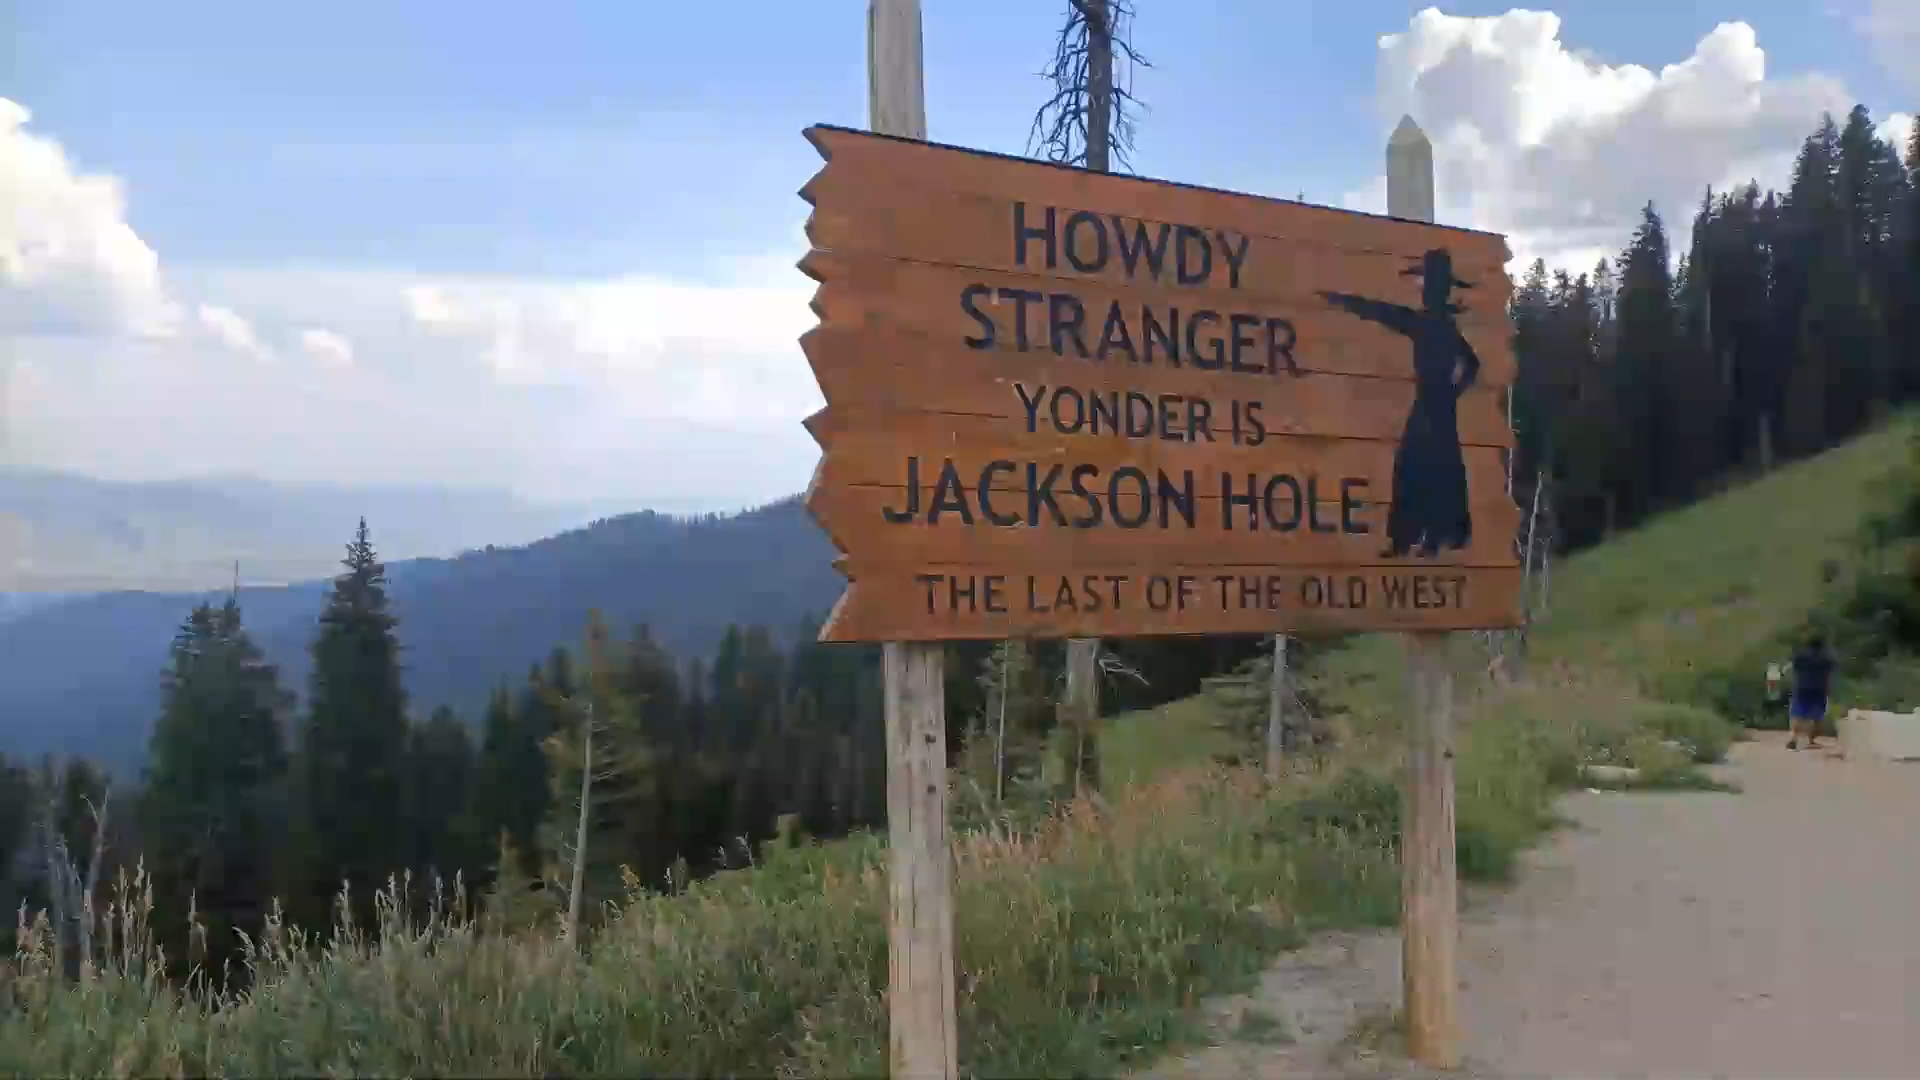 HOWDY
STRANGER
YONDER IS
JACKSON HOLE
THE LAST OF THE OLD WEST